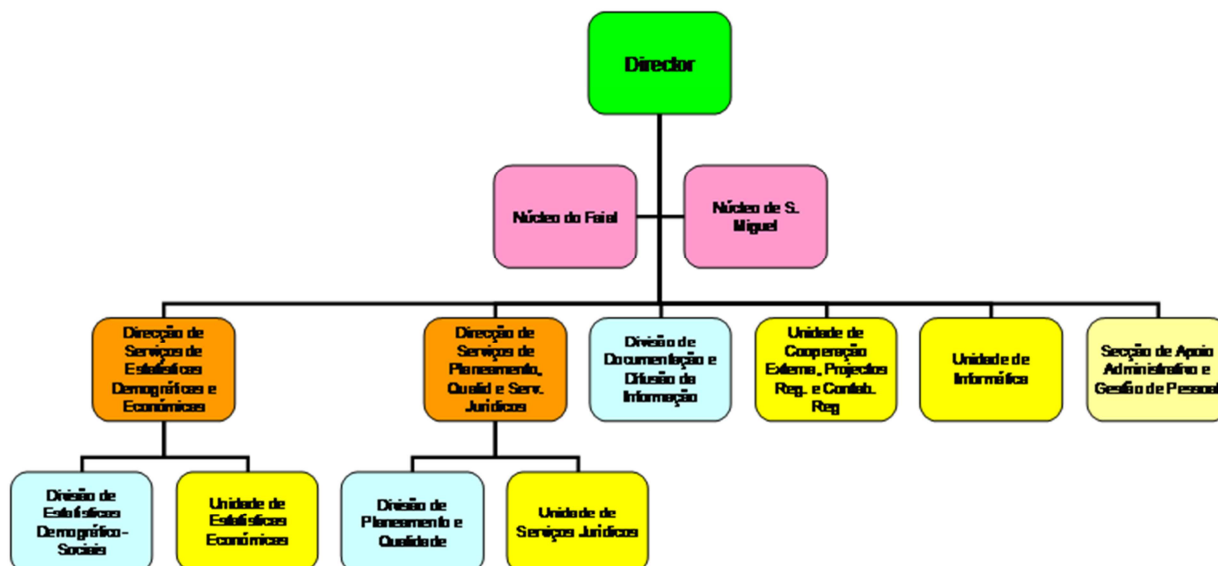 Director
Núcleo do Faial
Núcleo de S.
Miguel
Direcção de
Serviços de
Estatísticas
Demográficas e
Económicas
Direcção de
Serviços de
Planeamento,
Qualid e Serv.
Jurídicos
Divisão de
Documentação e
Difusão da
Informação
Unidade de
Cooperação
Externa, Projectos
Reg. e Contab.
Reg
Unidade de
Informática
Secção de Apoio
Administrativo e
Gestão de Pessoal
Divisão de
Estatísticas
Demográfico-
Sociais
Unidade de
Estatísticas
Económicas
Divisão de
Planeamento e
Qualidade
Unidade de
Serviços Jurídicos